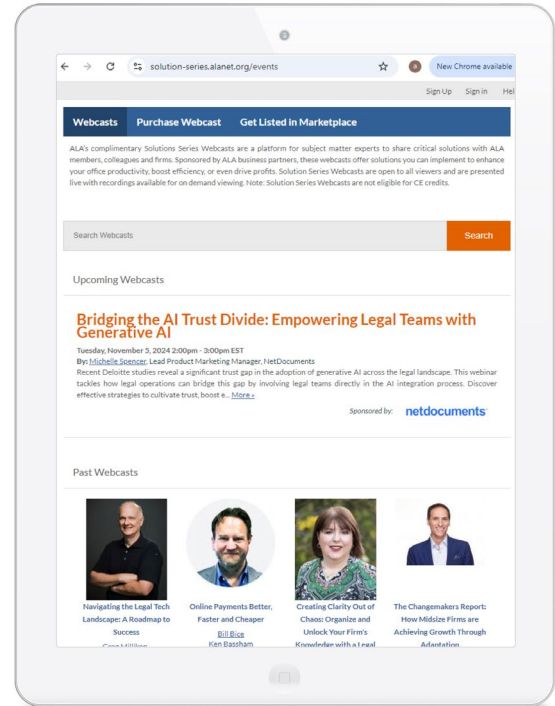 solution-series.alanet.org/events
a
New Chrome available
Sign Up Sign in Hel
Webcasts Purchase Webcast Get Listed in Marketplace
ALA's complimentary Solutions Series Webcasts are a platform for subject matter experts to share critical solutions with ALA
members, colleagues and firms. Sponsored by ALA business partners, these webcasts offer solutions you can implement to enhance
your office productivity, boost efficiency, or even drive profits. Solution Series Webcasts are open to all viewers and are presented
live with recordings available for on demand viewing. Note: Solution Series Webcasts are not eligible for CE credits.
Search Webcasts
Search
Upcoming Webcasts
Bridging the AI Trust Divide: Empowering Legal Teams with
Generative AI
Tuesday, November 5, 2024 2:00pm - 3:00pm EST
By: Michelle Spencer, Lead Product Marketing Manager, NetDocuments
Recent Deloitte studies reveal a significant trust gap in the adoption of generative AI across the legal landscape. This webinar
tackles how legal operations can bridge this gap by involving legal teams directly in the AI integration process. Discover
effective strategies to cultivate trust, boost e... More »
Sponsored by: netdocuments
Past Webcasts
Navigating the Legal Tech
Landscape: A Roadmap to
Success
Online Payments Better,
Faster and Cheaper
Bill Bice
Ken Bassham
Creating Clarity Out of
Chaos: Organize and
Unlock Your Firm's
Knowledge with a Legal
The Changemakers Report:
How Midsize Firms are
Achieving Growth Through
Adaptation